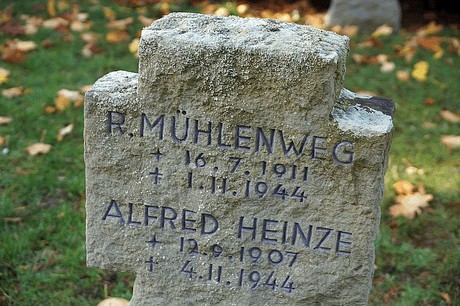 R. MÜHLENWEG
+ 16.7.1911
+ 1.11.1944
ALFRED HEINZE
+ 12.9.1907
+ 4.11.1944